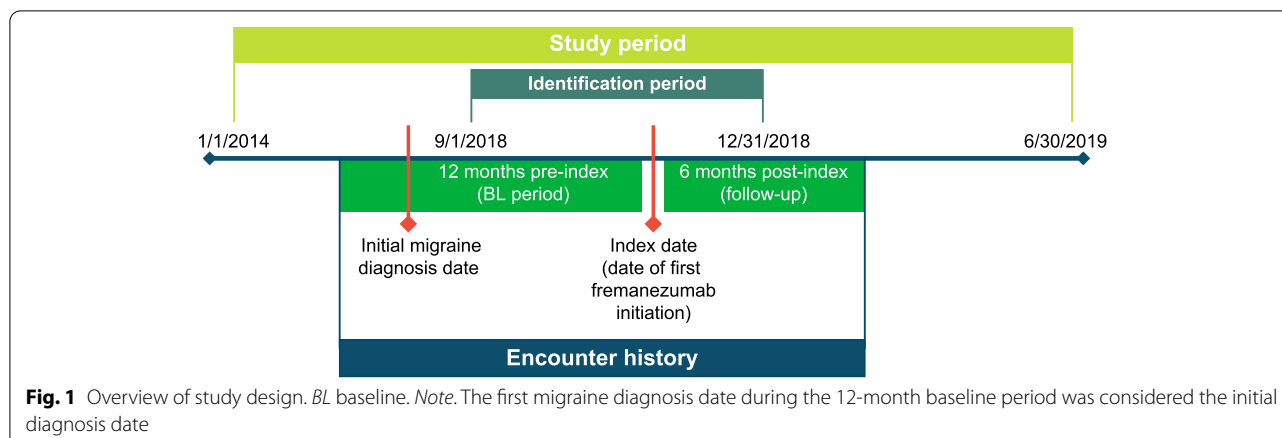 Study period
Identification period
1/1/2014 9/1/2018 12/31/2018 6/30/2019
12 months pre-index
(BL period)
6 months post-index
(follow-up)
Initial migraine
diagnosis date
Index date
(date of first
fremanezumab
initiation)
Encounter history
Fig. 1 Overview of study design. BL baseline. Note. The first migraine diagnosis date during the 12-month baseline period was considered the initial
diagnosis date